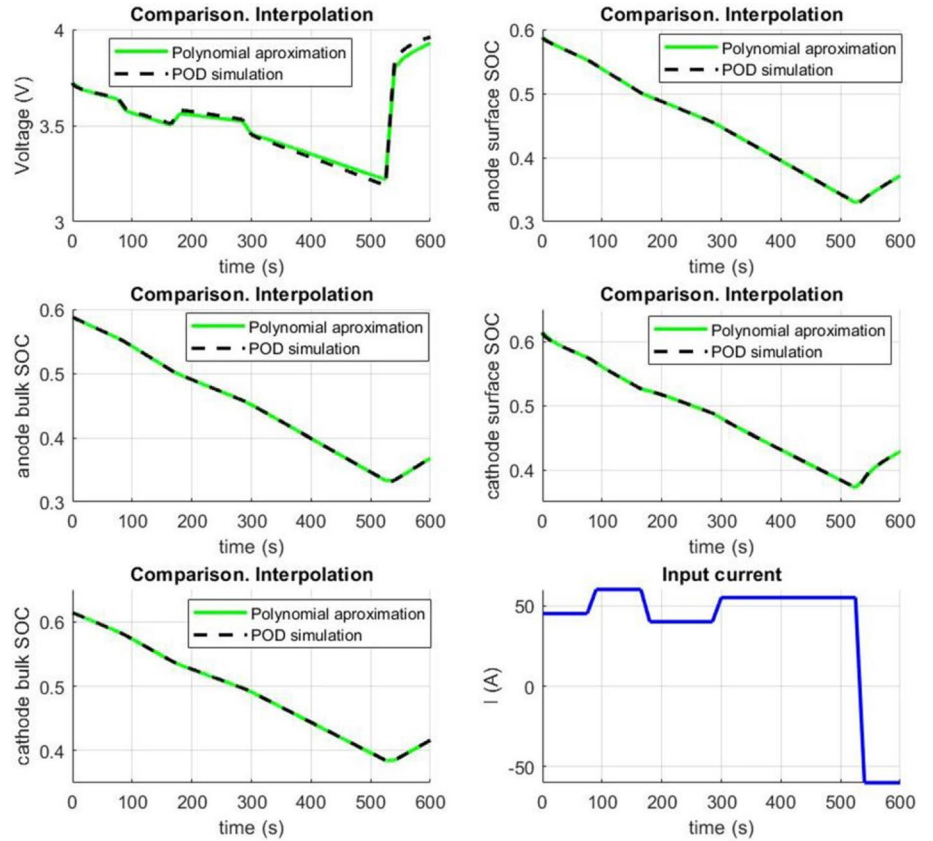 Comparison. Interpolation
Voltage (V)
4
3.5
3
Polynomial aproximation
POD simulation
0 100 200 300 400 500 600
time (s)
Comparison. Interpolation
anode surface SOC
0.6
0.5
0.4
0.3
Polynomial aproximation
POD simulation
0 100 200 300 400 500 600
time (s)
Comparison. Interpolation
anode bulk SOC
0.6
0.5
0.4
0.3
Polynomial aproximation
POD simulation
0 100 200 300 400 500 600
time (s)
Comparison. Interpolation
cathode surface SOC
0.6
0.5
0.4
Polynomial aproximation
POD simulation
0 100 200 300 400 500 600
time (s)
Comparison. Interpolation
cathode bulk SOC
0.6
0.5
0.4
Polynomial aproximation
POD simulation
0 100 200 300 400 500 600
time (s)
Input current
I (A)
50
0
-50
0 100 200 300 400 500 600
time (s)